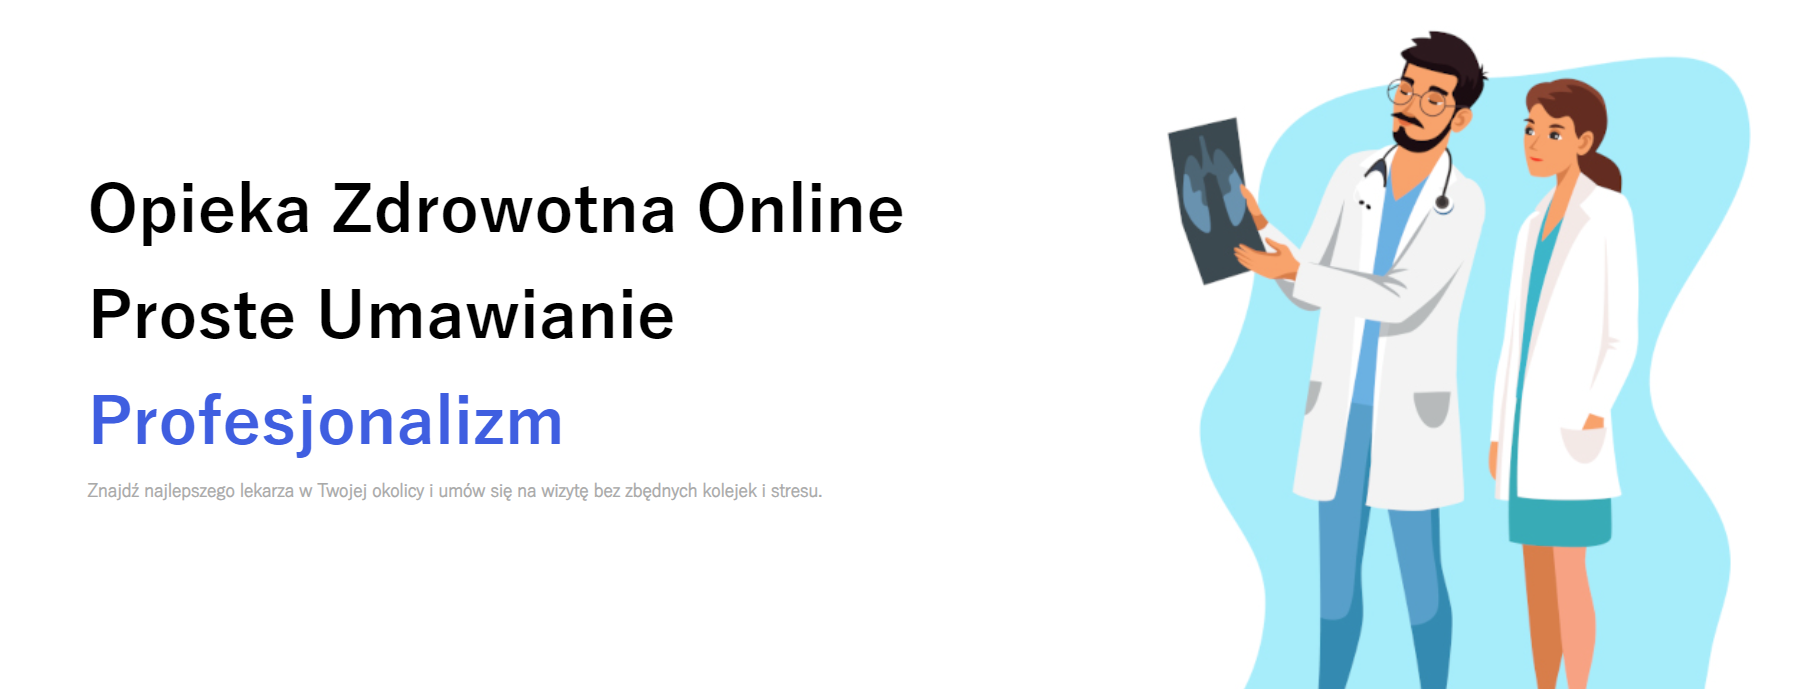 Opieka Zdrowotna Online
Proste Umawianie
Profesjonalizm
Znajdź najlepszego lekarza w Twojej okolicy i umów się na wizytę bez zbędnych kolejek i stresu.